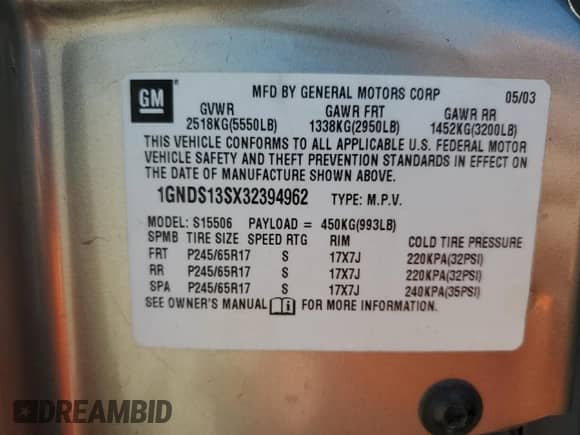 GM
MFD BY GENERAL MOTORS CORP 05/03
GVWR GAWR FRT GAWR RR
2518KG(5550LB) 1338KG(2950LB) 1452KG(3200LB)
THIS VEHICLE CONFORMS TO ALL APPLICABLE U.S. FEDERAL MOTOR
VEHICLE SAFETY AND THEFT PREVENTION STANDARDS IN EFFECT ON
THE DATE OF MANUFACTURE SHOWN ABOVE.
1GNDS13SX32394962 TYPE: M.P.V.
MODEL: S15506 PAYLOAD = 450KG(993LB)
SPMB TIRE SIZE SPEED RTG RIM COLD TIRE PRESSURE
FRT P245/65R17 S 17X7J 220KPA(32PSI)
RR P245/65R17 S 17X7J 220KPA(32PSI)
SPA P245/65R17 S 17X7J 240KPA(35PSI)
SEE OWNER'S MANUAL FOR MORE INFORMATION.
DREAMBID